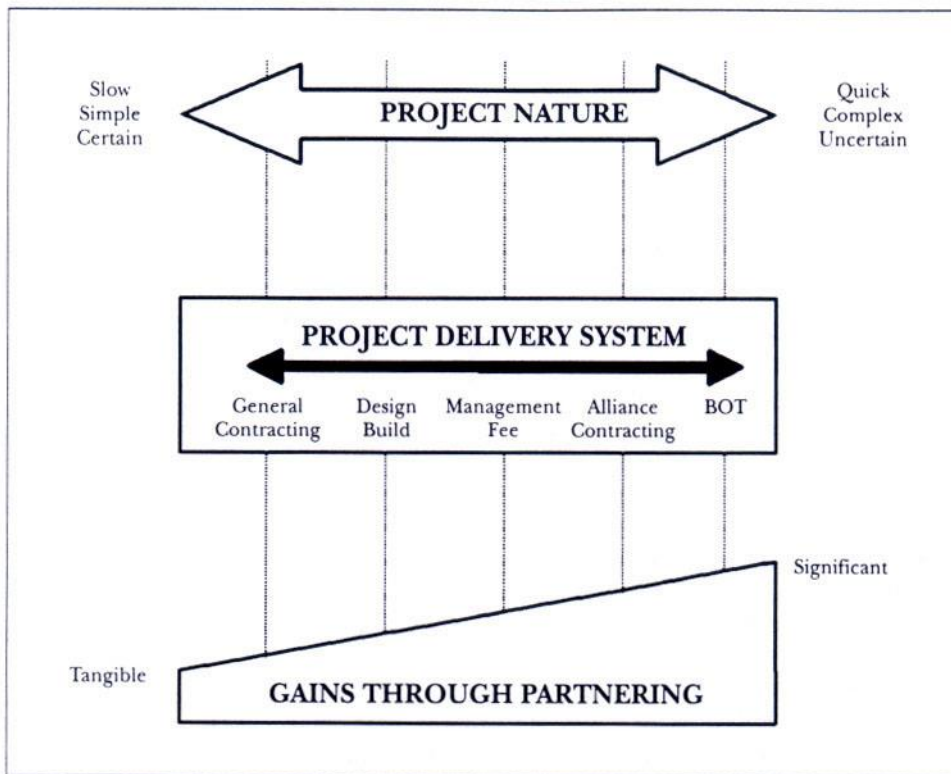 Slow
Simple
Certain
PROJECT NATURE
Quick
Complex
Uncertain
PROJECT DELIVERY SYSTEM
General
Contracting
Design
Build
Management
Fee
Alliance
Contracting
BOT
Significant
Tangible
GAINS THROUGH PARTNERING